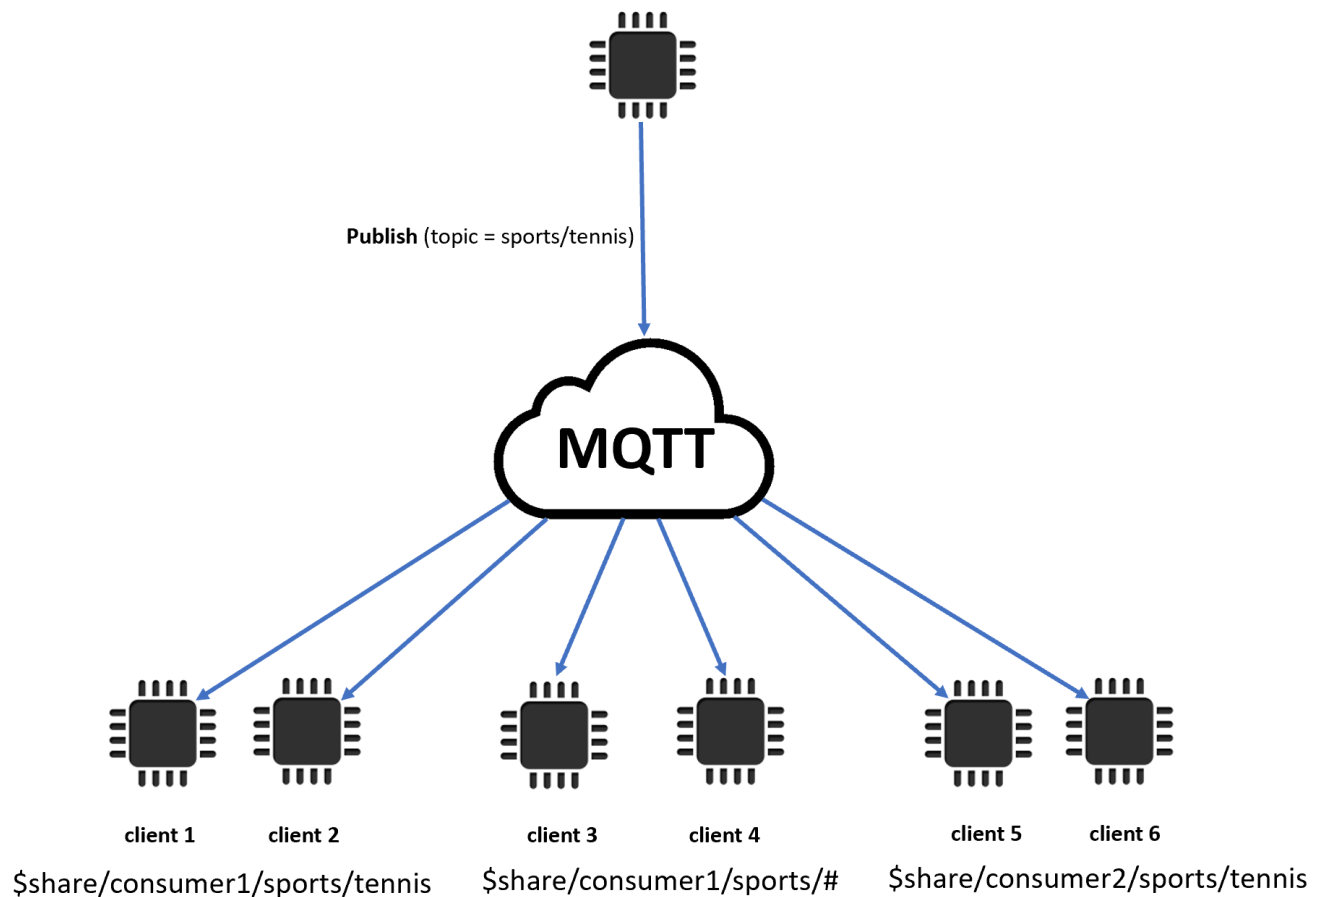 Publish (topic = sports/tennis)
MQTT
client 1
client 2
client 3
client 4
client 5
client 6
$share/consumer1/sports/tennis
$share/consumer1/sports/#
$share/consumer2/sports/tennis